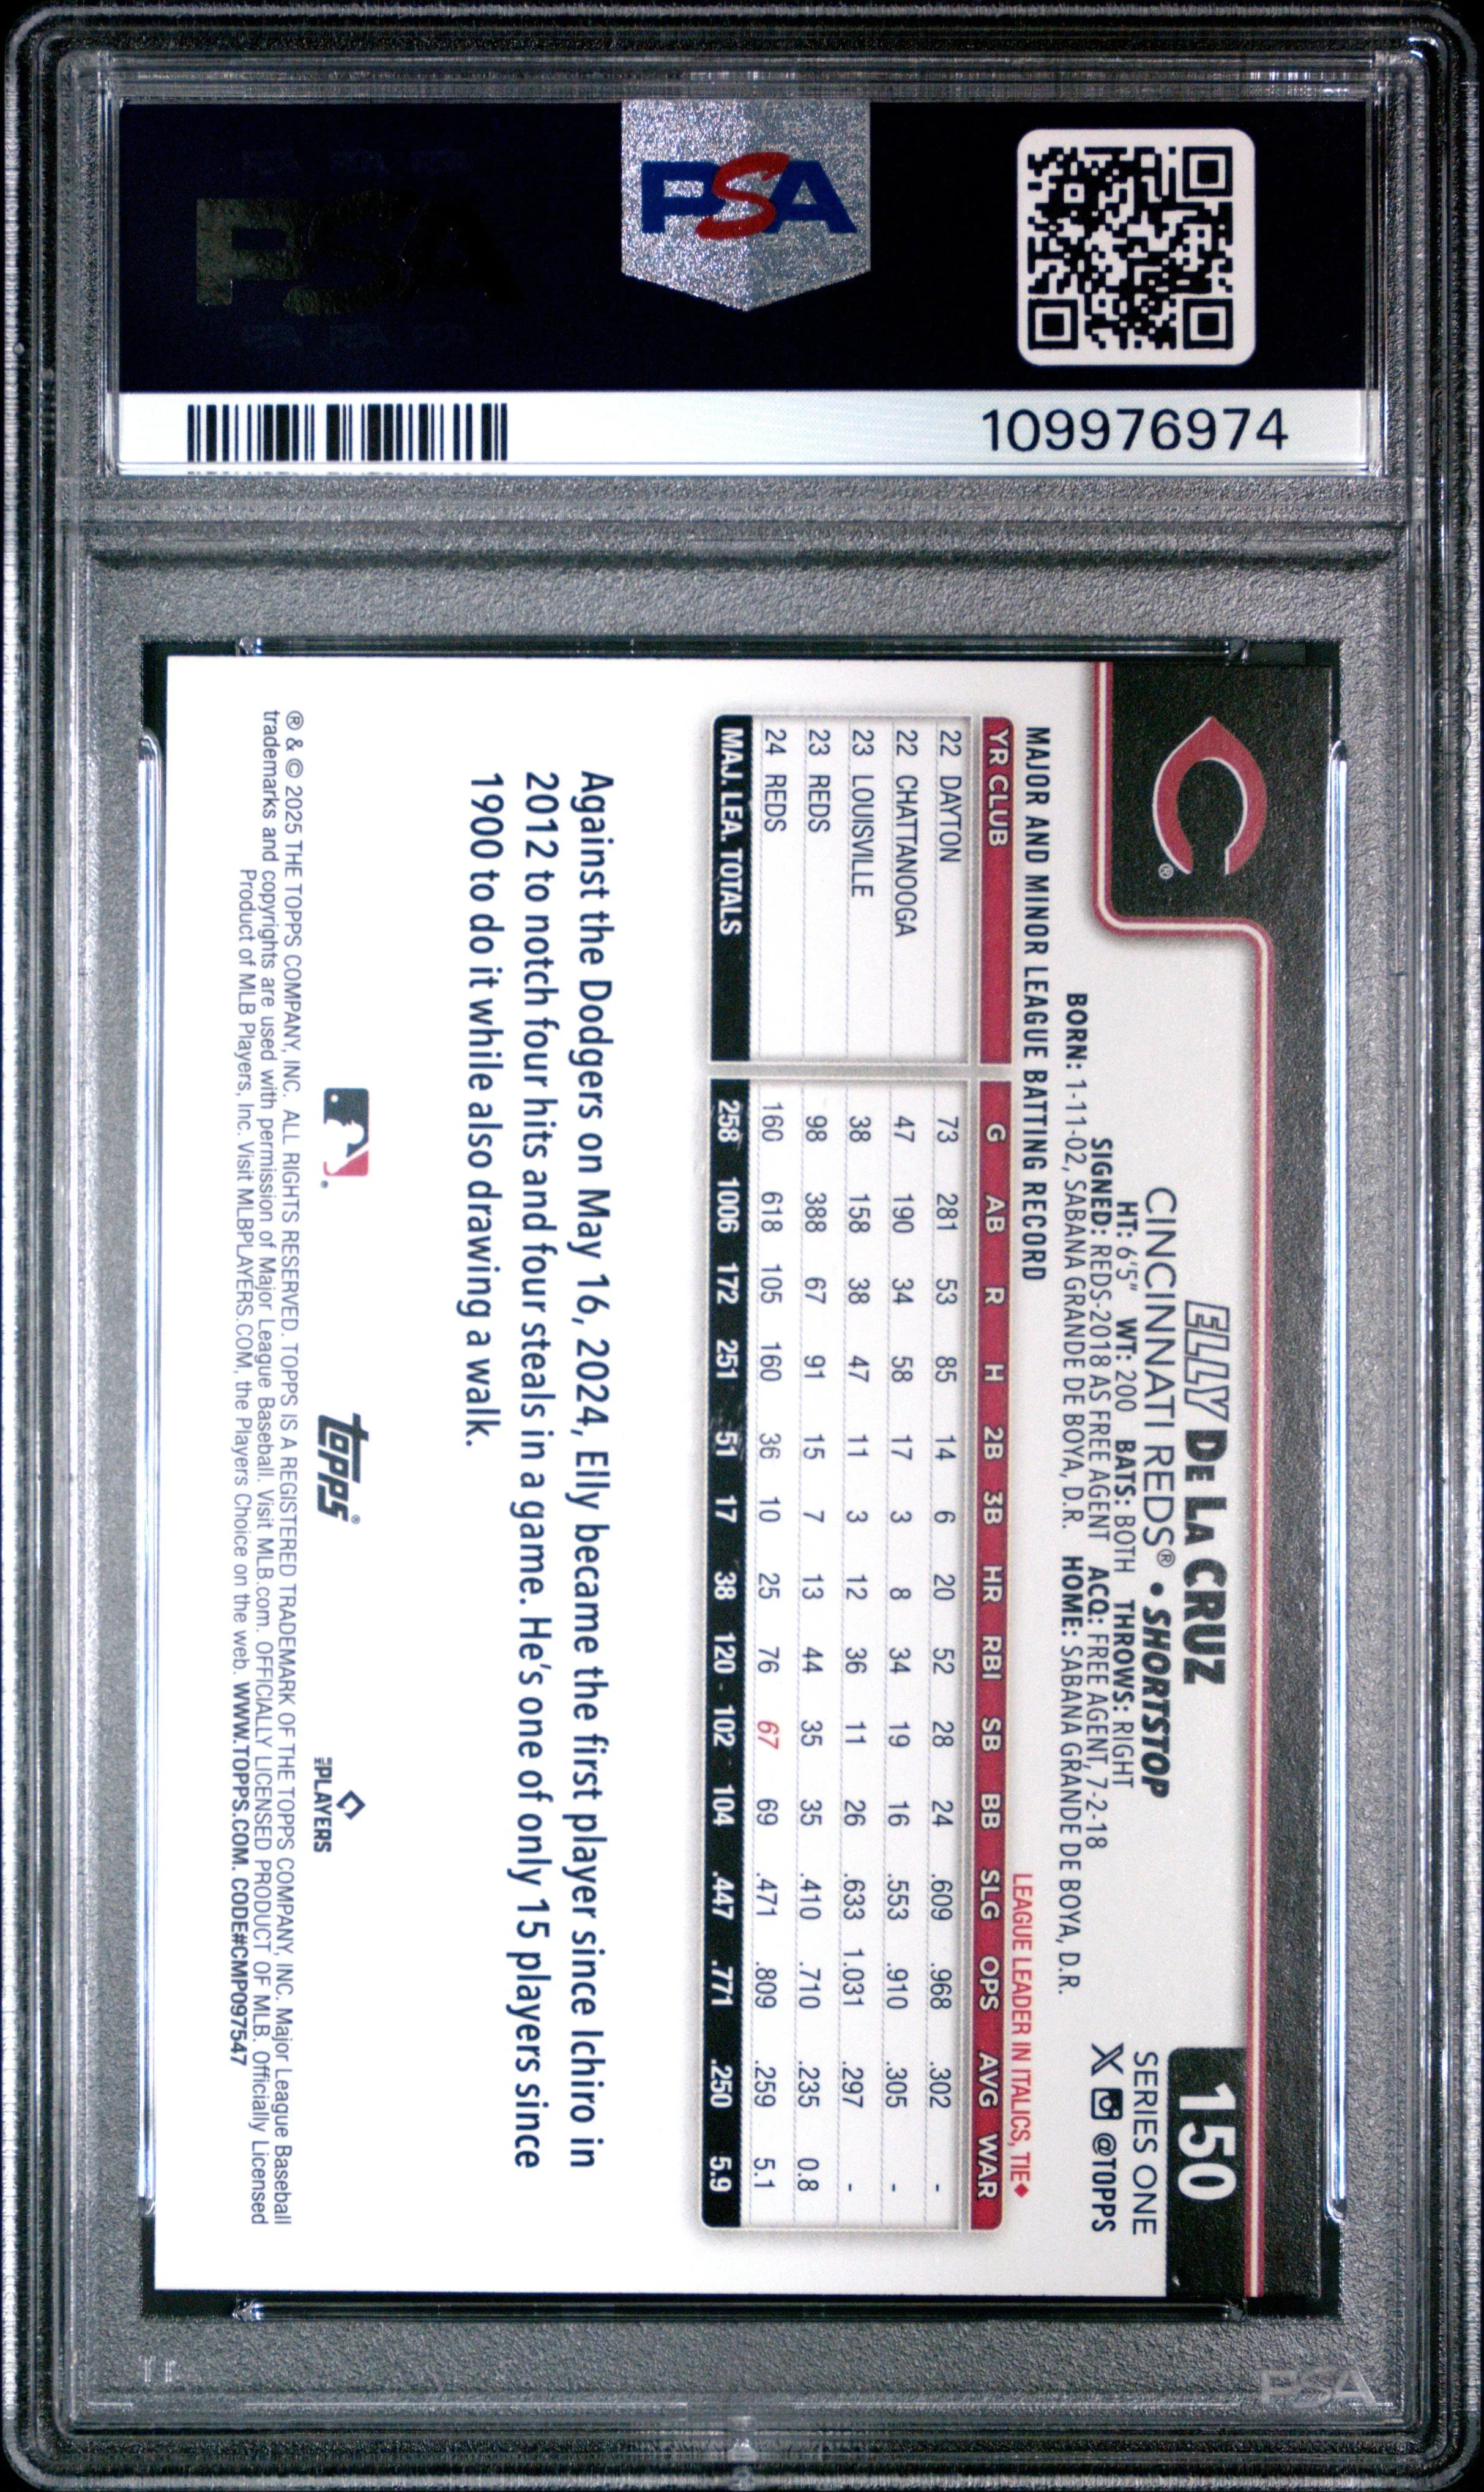 PSA
PSA
109976974
C®
150
SERIES ONE
X @TOPPS
ELLY DE LA CRUZ
CINCINNATI REDS® • SHORTSTOP
HT: 6'5" WT: 200 BATS: BOTH THROWS: RIGHT
SIGNED: REDS-2018 AS FREE AGENT ACQ: FREE AGENT, 7-2-18
BORN: 1-11-02, SABANA GRANDE DE BOYA, D.R. HOME: SABANA GRANDE DE BOYA, D.R.
MAJOR AND MINOR LEAGUE BATTING RECORD LEAGUE LEADER IN ITALICS, TIE♦
YR CLUB G AB R H 2B 3B HR RBI SB BB SLG OPS AVG WAR
22 DAYTON 73 281 53 85 14 6 20 52 28 24 .609 .968 .302 -
22 CHATTANOOGA 47 190 34 58 17 3 8 34 19 16 .553 .910 .305 -
23 LOUISVILLE 38 158 38 47 11 3 12 36 11 26 .633 1.031 .297 -
23 REDS 98 388 67 91 15 7 13 44 35 35 .410 .710 .235 0.8
24 REDS 160 618 105 160 36 10 25 76 67 69 .471 .809 .259 5.1
MAJ. LEA. TOTALS 258 1006 172 251 51 17 38 120 102 104 .447 .771 .250 5.9
Against the Dodgers on May 16, 2024, Elly became the first player since Ichiro in
2012 to notch four hits and four steals in a game. He's one of only 15 players since
1900 to do it while also drawing a walk.
topps®
PLAYERS
® & © 2025 THE TOPPS COMPANY, INC. ALL RIGHTS RESERVED. TOPPS IS A REGISTERED TRADEMARK OF THE TOPPS COMPANY, INC. Major League Baseball
trademarks and copyrights are used with permission of Major League Baseball. Visit MLB.com. OFFICIALLY LICENSED PRODUCT OF MLB. Officially Licensed
Product of MLB Players, Inc. Visit MLBPLAYERS.COM, the Players Choice on the web. WWW.TOPPS.COM. CODE#CMP097547
PSA